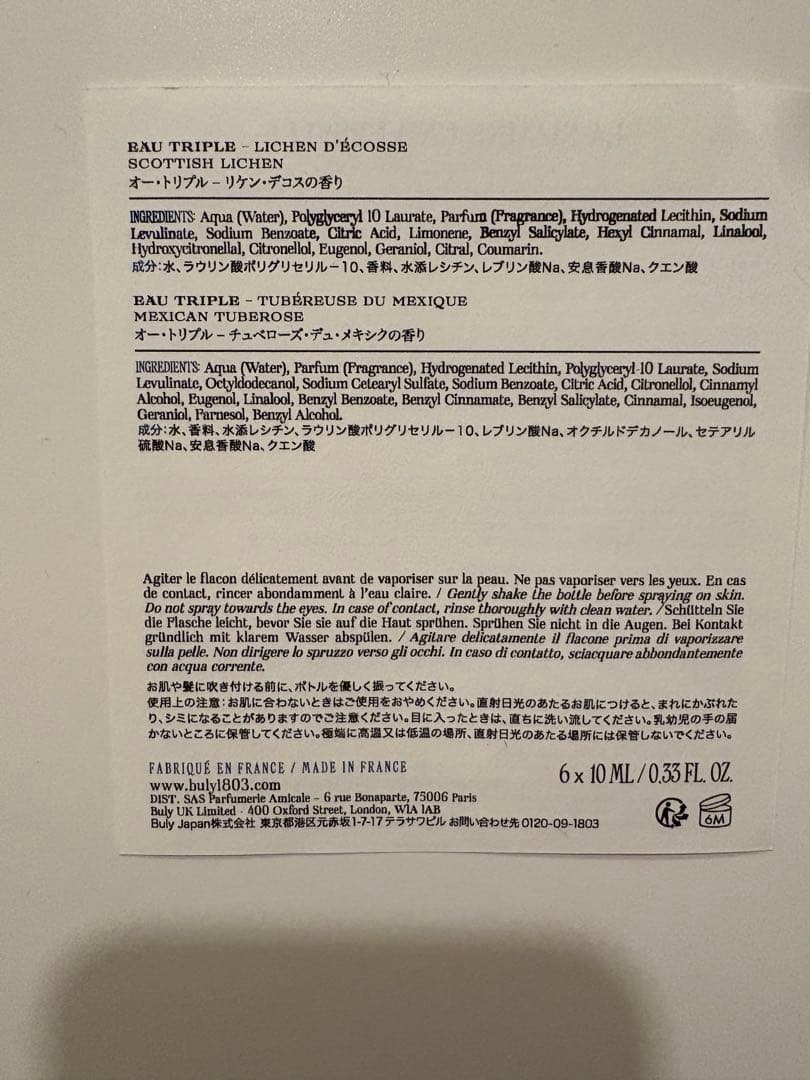 EAU TRIPLE – LICHEN D'ÉCOSSE
SCOTTISH LICHEN
オー・トリプル – リケン・デコスの香り
INGREDIENTS: Aqua (Water), Polyglyceryl 10 Laurate, Parfum (Fragrance), Hydrogenated Lecithin, Sodium
Levulinate, Sodium Benzoate, Citric Acid, Limonene, Benzyl Salicylate, Hexyl Cinnamal, Linalool,
Hydroxycitronellal, Citronellol, Eugenol, Geraniol, Citral, Coumarin.
成分：水、ラウリン酸ポリグリセリル－10、香料、水添レシチン、レブリン酸Na、安息香酸Na、クエン酸
EAU TRIPLE – TUBÉREUSE DU MEXIQUE
MEXICAN TUBEROSE
オー・トリプル – チュベローズ・デュ・メキシクの香り
INGREDIENTS: Aqua (Water), Parfum (Fragrance), Hydrogenated Lecithin, Polyglyceryl-10 Laurate, Sodium
Levulinate, Octyldodecanol, Sodium Cetearyl Sulfate, Sodium Benzoate, Citric Acid, Citronellol, Cinnamyl
Alcohol, Eugenol, Linalool, Benzyl Benzoate, Benzyl Cinnamate, Benzyl Salicylate, Cinnamal, Isoeugenol,
Geraniol, Farnesol, Benzyl Alcohol.
成分：水、香料、水添レシチン、ラウリン酸ポリグリセリル－10、レブリン酸Na、オクチルドデカノール、セテアリル
硫酸Na、安息香酸Na、クエン酸
Agiter le flacon délicatement avant de vaporiser sur la peau. Ne pas vaporiser vers les yeux. En cas
de contact, rincer abondamment à l'eau claire. / Gently shake the bottle before spraying on skin.
Do not spray towards the eyes. In case of contact, rinse thoroughly with clean water. /Schütteln Sie
die Flasche leicht, bevor Sie sie auf die Haut sprühen. Sprühen Sie nicht in die Augen. Bei Kontakt
gründlich mit klarem Wasser abspülen. / Agitare delicatamente il flacone prima di vaporizzare
sulla pelle. Non dirigere lo spruzzo verso gli occhi. In caso di contatto, sciacquare abbondantemente
con acqua corrente.
お肌や髪に吹き付ける前に、ボトルを優しく振ってください。
使用上の注意：お肌に合わないときはご使用をおやめください。直射日光のあたるお肌につけると、まれにかぶれた
り、シミになることがありますのでご注意ください。目に入ったときは、直ちに洗い流してください。乳幼児の手の届
かないところに保管してください。極端に高温又は低温の場所、直射日光のあたる場所には保管しないでください。
FABRIQUÉ EN FRANCE / MADE IN FRANCE
www.buly1803.com
6 x 10 ML / 0.33 FL. OZ.
DIST. SAS Parfumerie Amicale – 6 rue Bonaparte, 75006 Paris
Buly UK Limited - 400 Oxford Street, London, W1A 1AB
Buly Japan株式会社 東京都港区元赤坂1-7-17テラサワビル お問い合わせ先 0120-09-1803
6M